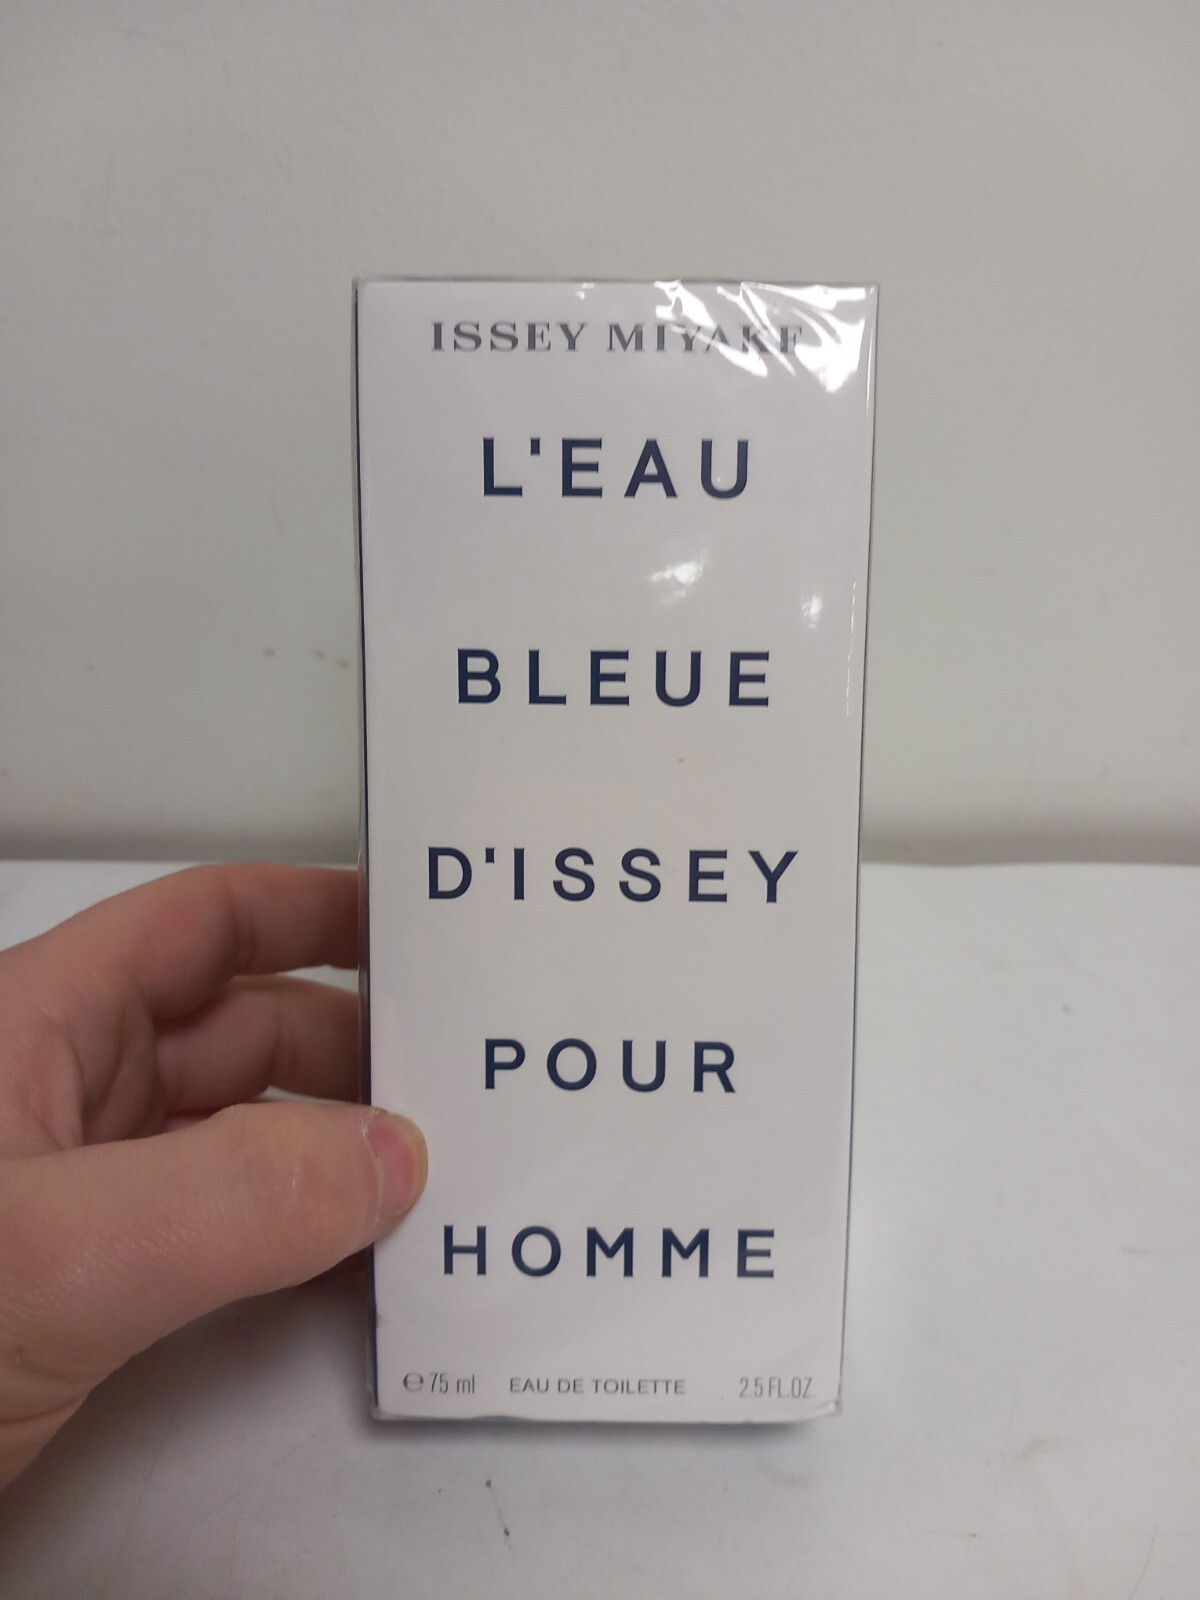 ISSEY MIYAKE
L'EAU
BLEUE
D'ISSEY
POUR
HOMME
℮ 75 ml EAU DE TOILETTE 2.5 FL.OZ.